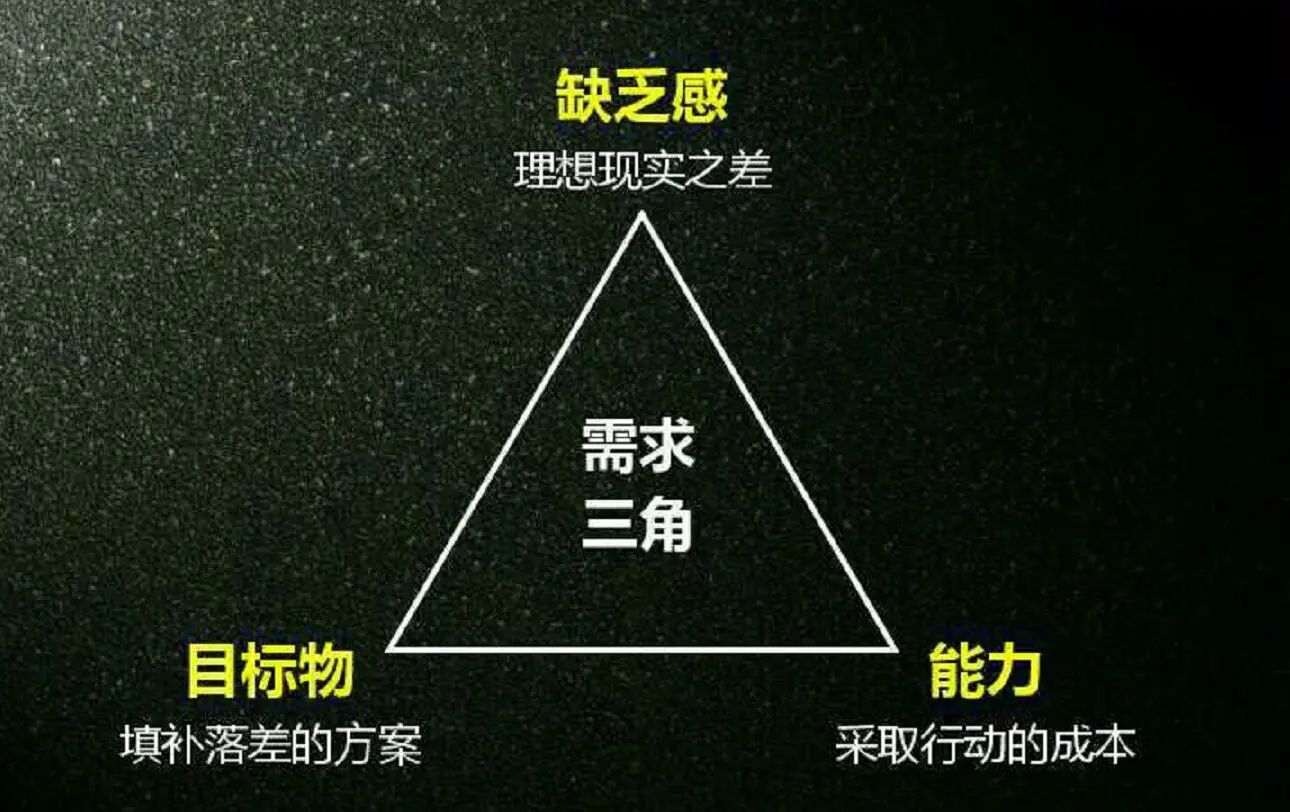 缺乏感
理想现实之差
需求
三角
目标物
能力
填补落差的方案
采取行动的成本